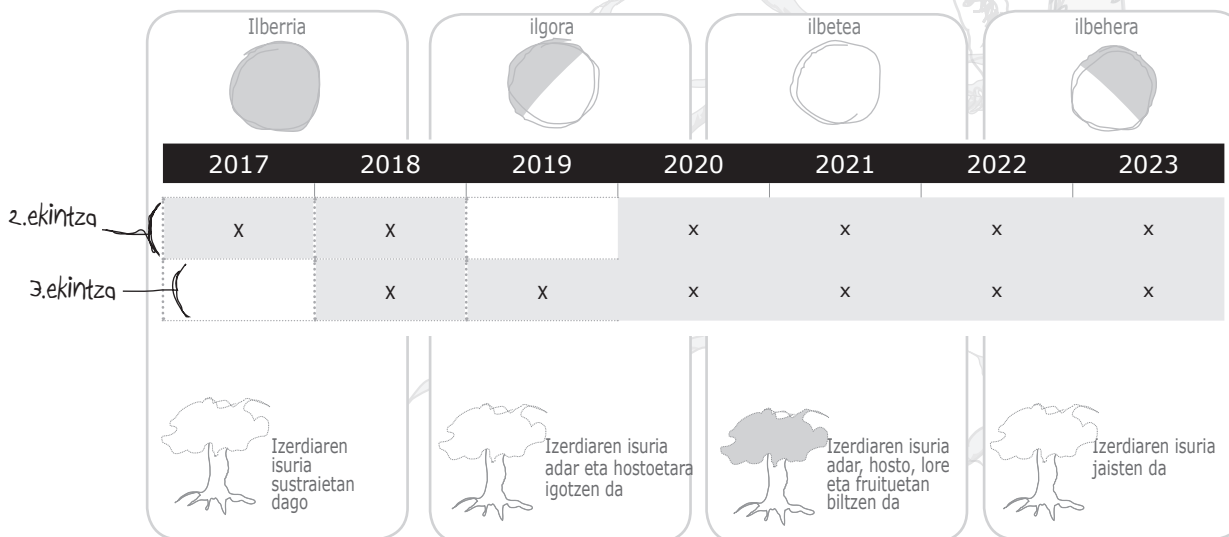 Ilberria ilgora ilbetea ilbehera
2017 2018 2019 2020 2021 2022 2023
2.ekintza x x x x x x
3.ekintza x x x x x x
Izerdiaren
isuria
sustraietan
dago
Izerdiaren isuria
adar eta hostoetara
igotzen da
Izerdiaren isuria
adar, hosto, lore
eta fruituetan
biltzen da
Izerdiaren isuria
jaisten da